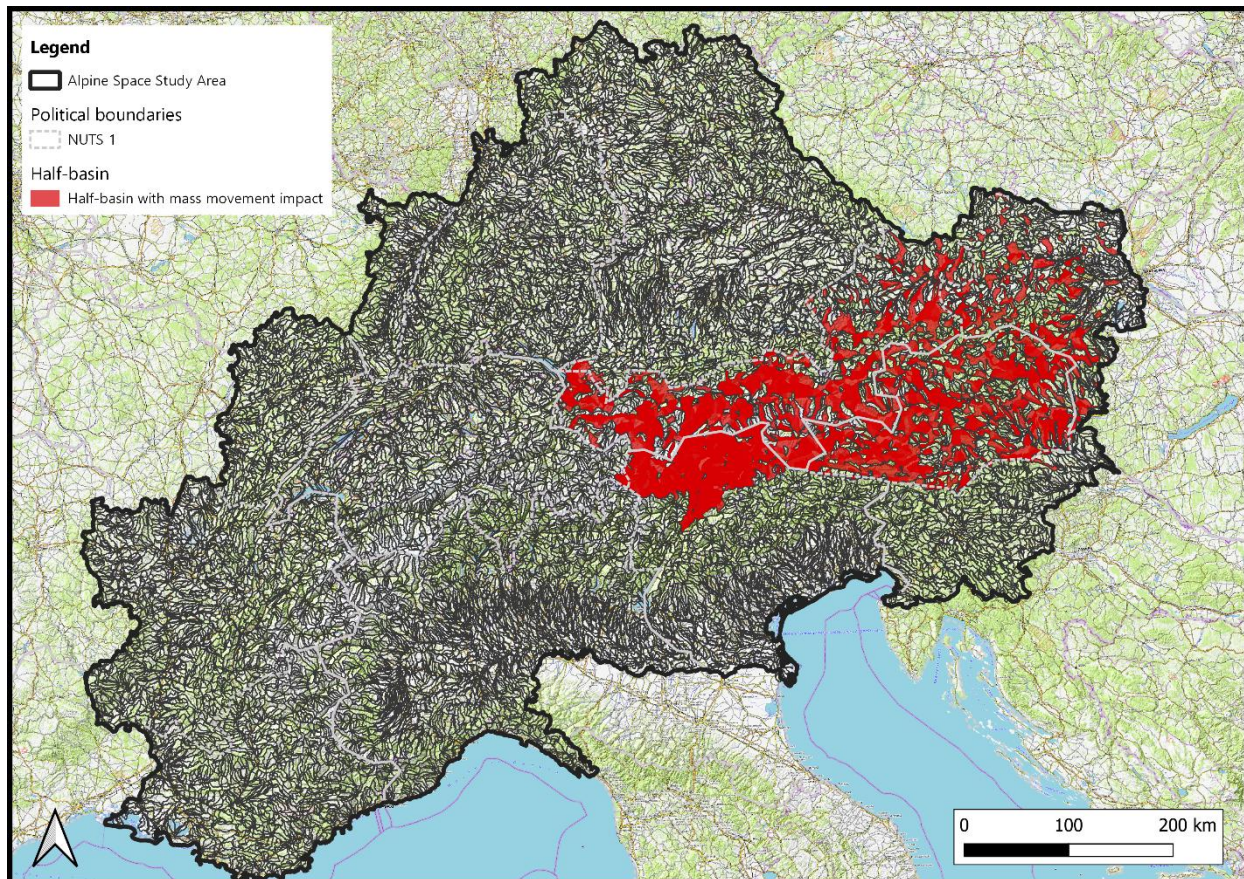 Legend
Alpine Space Study Area
Political boundaries
NUTS 1
Half-basin
Half-basin with mass movement impact
0 100 200 km